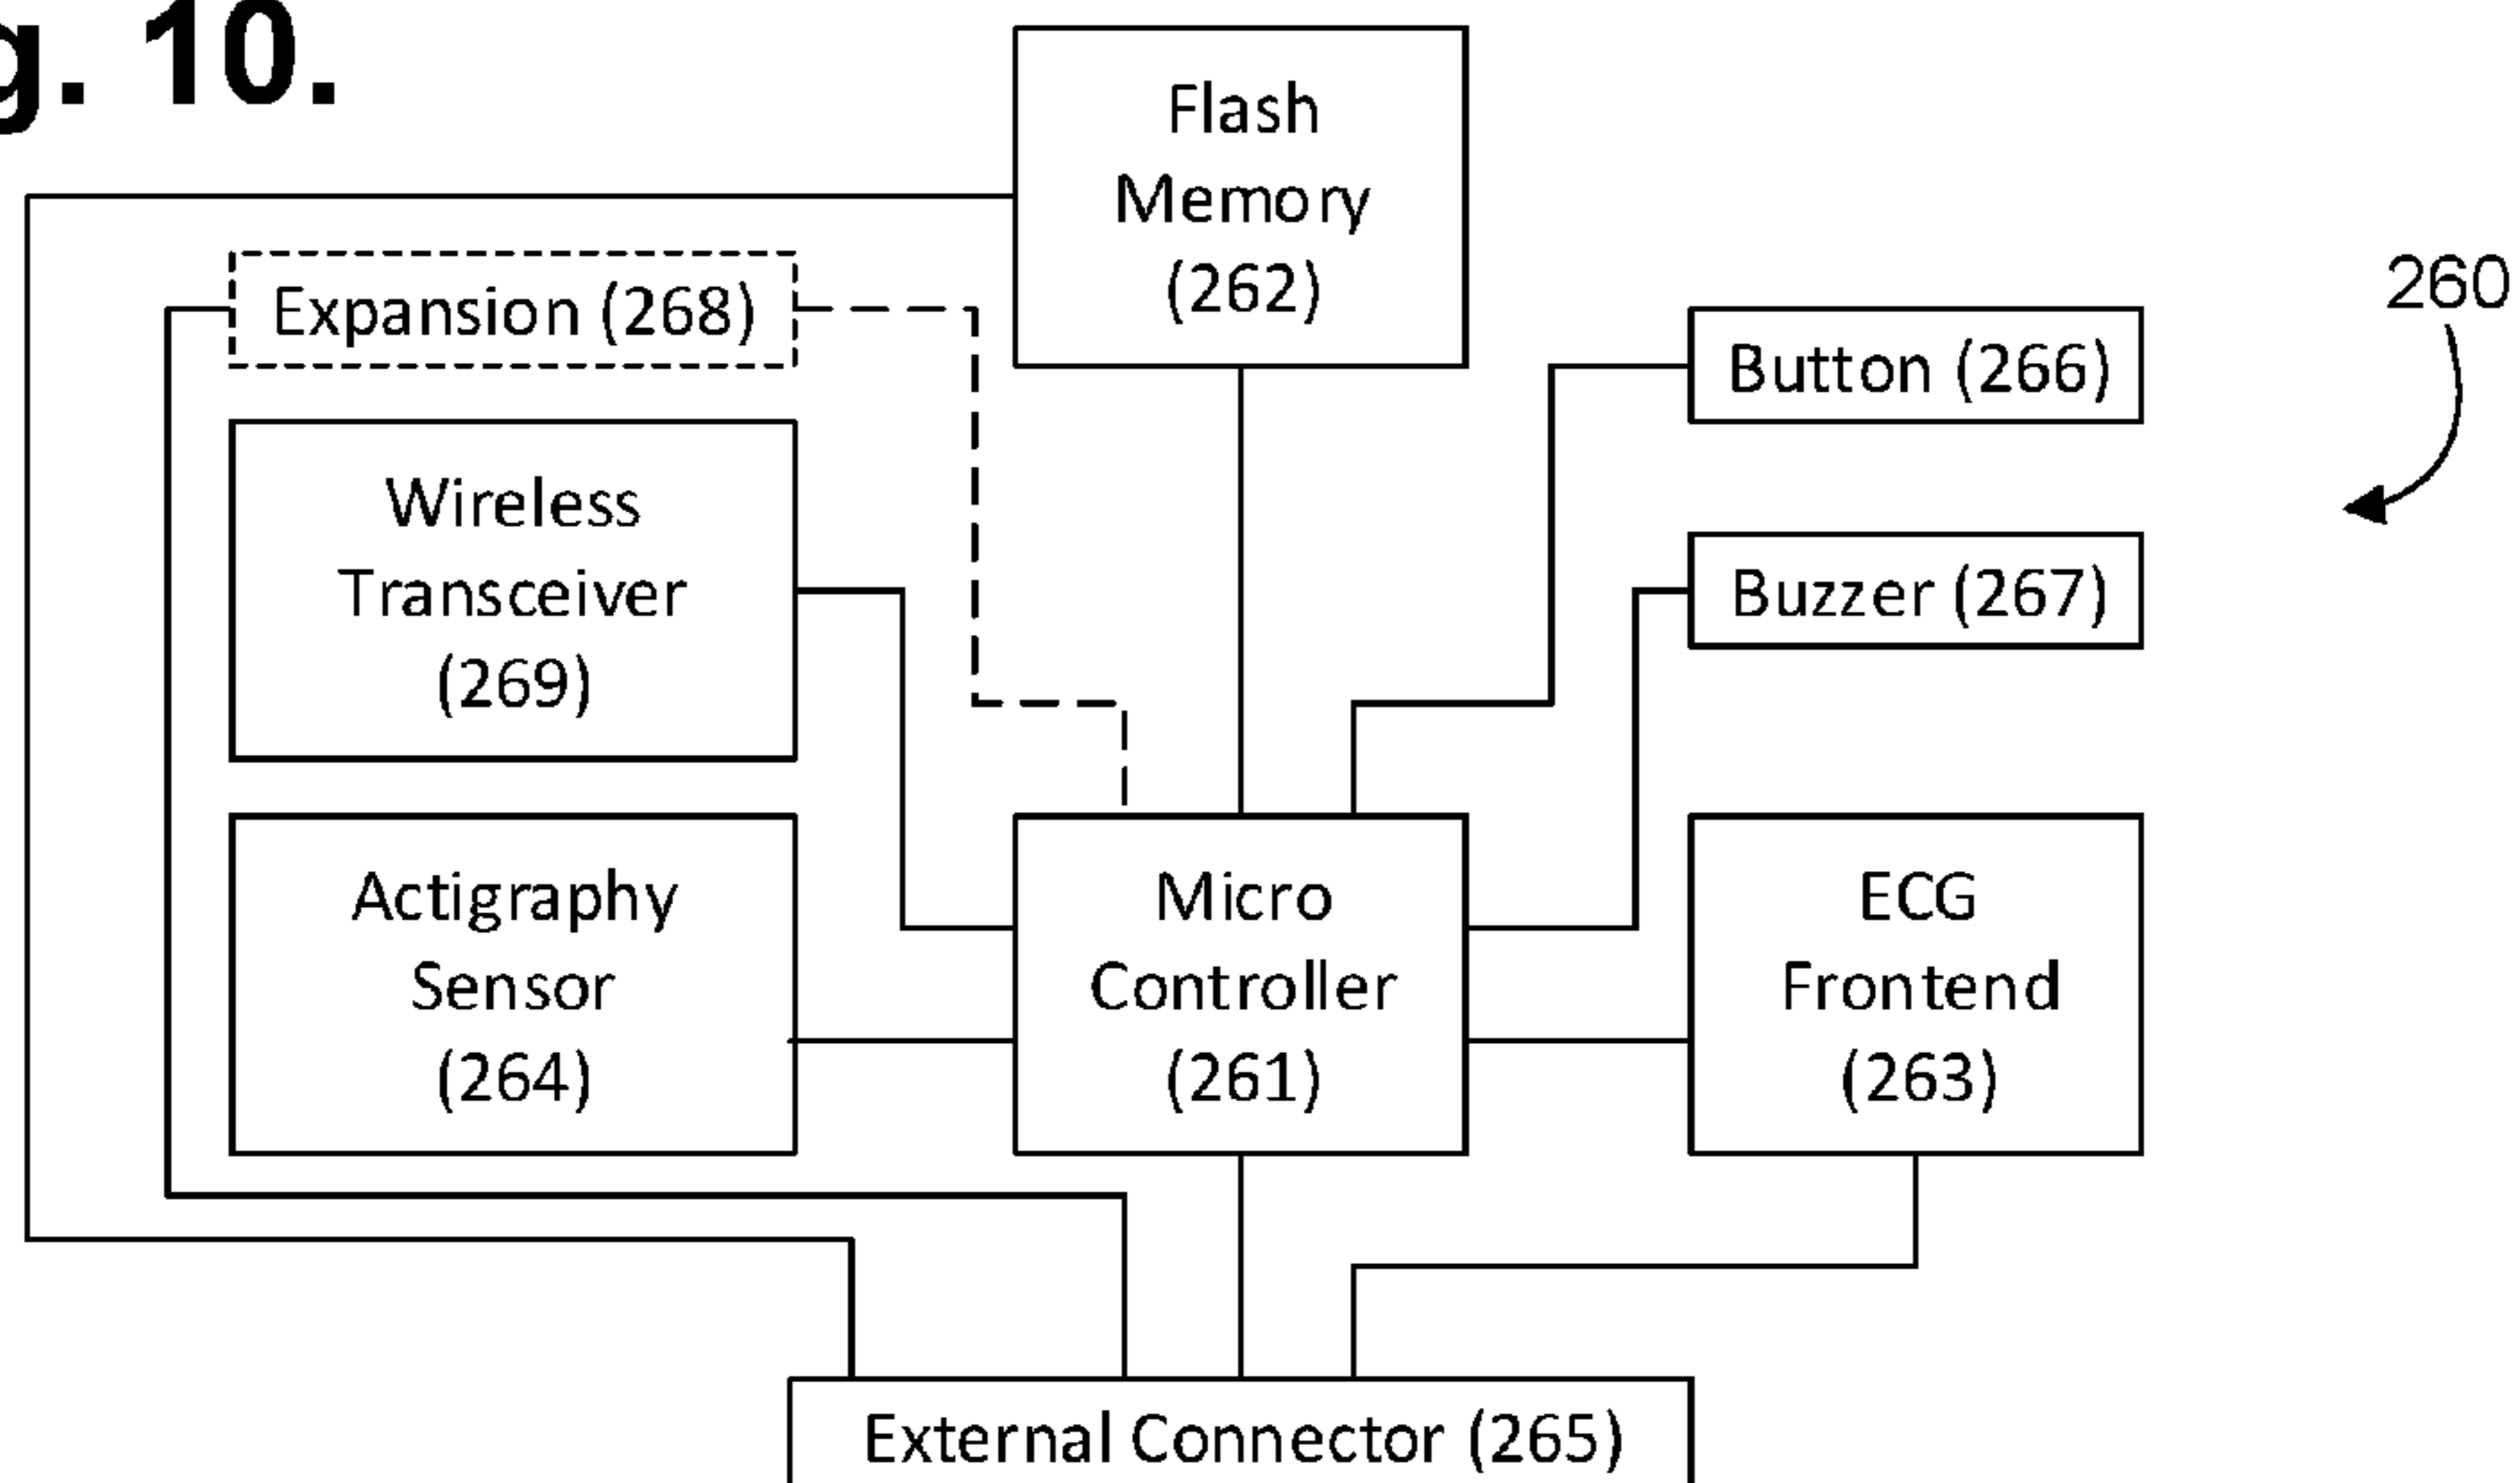 g. 10.
Flash
Memory
(262)
260
Expansion (268)
Button (266)
Wireless
Transceiver
(269)
Buzzer (267)
Actigraphy
Sensor
(264)
Micro
Controller
(261)
ECG
Frontend
(263)
External Connector (265)